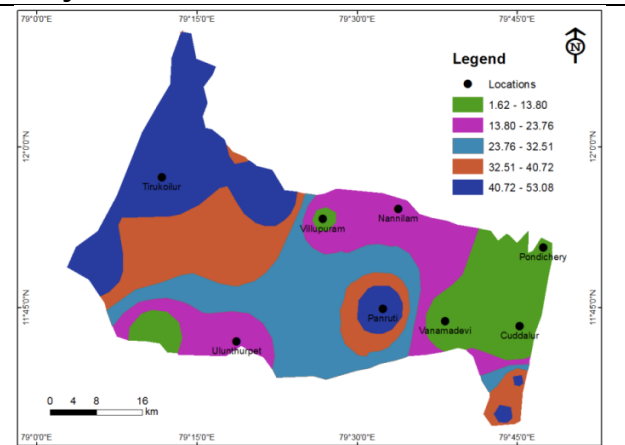 79°0'0"E 79°15'0"E 79°30'0"E 79°45'0"E
N
Legend
Locations
1.62 - 13.80
13.80 - 23.76
23.76 - 32.51
32.51 - 40.72
40.72 - 53.08
12°0'0"N 12°0'0"N
Tirukoilur
Nannilam
Villupuram
Pondichery
11°45'0"N 11°45'0"N
Panruti
Vanamadevi
Cuddalur
Ulunthurpet
0 4 8 16
km
79°0'0"E 79°15'0"E 79°30'0"E 79°45'0"E